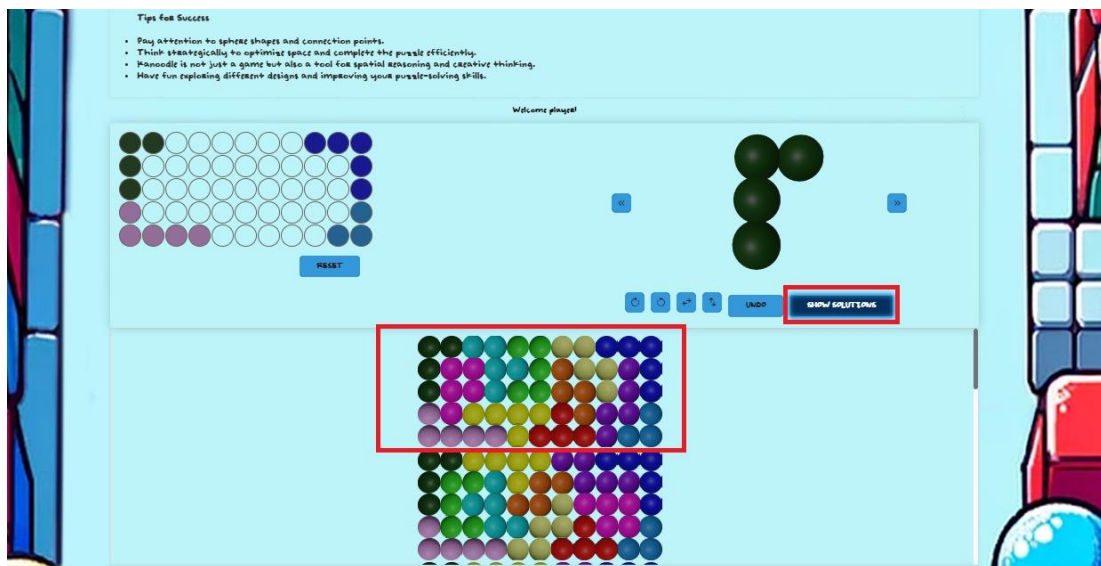 Tips for Success
• Pay attention to sphere shapes and connection points.
• Think strategically to optimize space and complete the puzzle efficiently.
• Kanoodle is not just a game but also a tool for spatial reasoning and creative thinking.
• Have fun exploring different designs and improving your puzzle-solving skills.
Welcome player!
«
»
RESET
UNDO
SHOW SOLUTIONS